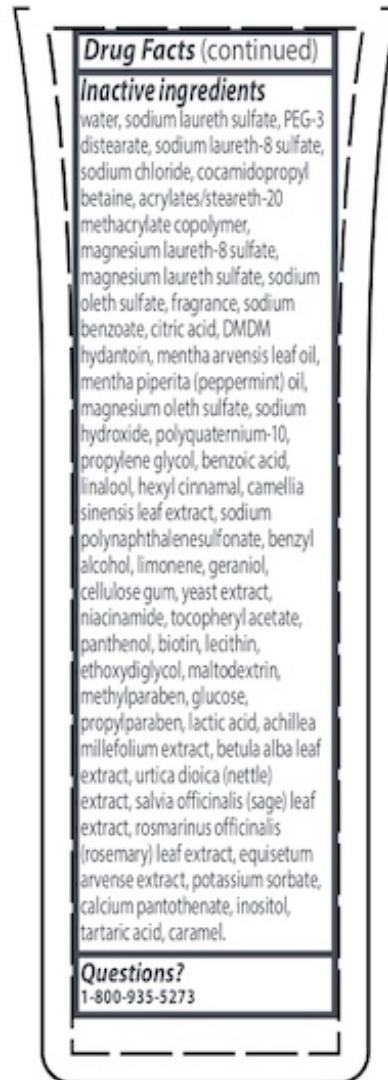 Drug Facts (continued)
Inactive ingredients
water, sodium laureth sulfate, PEG-3
distearate, sodium laureth-8 sulfate,
sodium chloride, cocamidopropyl
betaine, acrylates/steareth-20
methacrylate copolymer,
magnesium laureth-8 sulfate,
magnesium laureth sulfate, sodium
oleth sulfate, fragrance, sodium
benzoate, citric acid, DMDM
hydantoin, mentha arvensis leaf oil,
mentha piperita (peppermint) oil,
magnesium oleth sulfate, sodium
hydroxide, polyquaternium-10,
propylene glycol, benzoic acid,
linalool, hexyl cinnamal, camellia
sinensis leaf extract, sodium
polynaphthalenesulfonate, benzyl
alcohol, limonene, geraniol,
cellulose gum, yeast extract,
niacinamide, tocopheryl acetate,
panthenol, biotin, lecithin,
ethoxydiglycol, maltodextrin,
methylparaben, glucose,
propylparaben, lactic acid, achillea
millefolium extract, betula alba leaf
extract, urtica dioica (nettle)
extract, salvia officinalis (sage) leaf
extract, rosmarinus officinalis
(rosemary) leaf extract, equisetum
arvense extract, potassium sorbate,
calcium pantothenate, inositol,
tartaric acid, caramel.
Questions?
1-800-935-5273